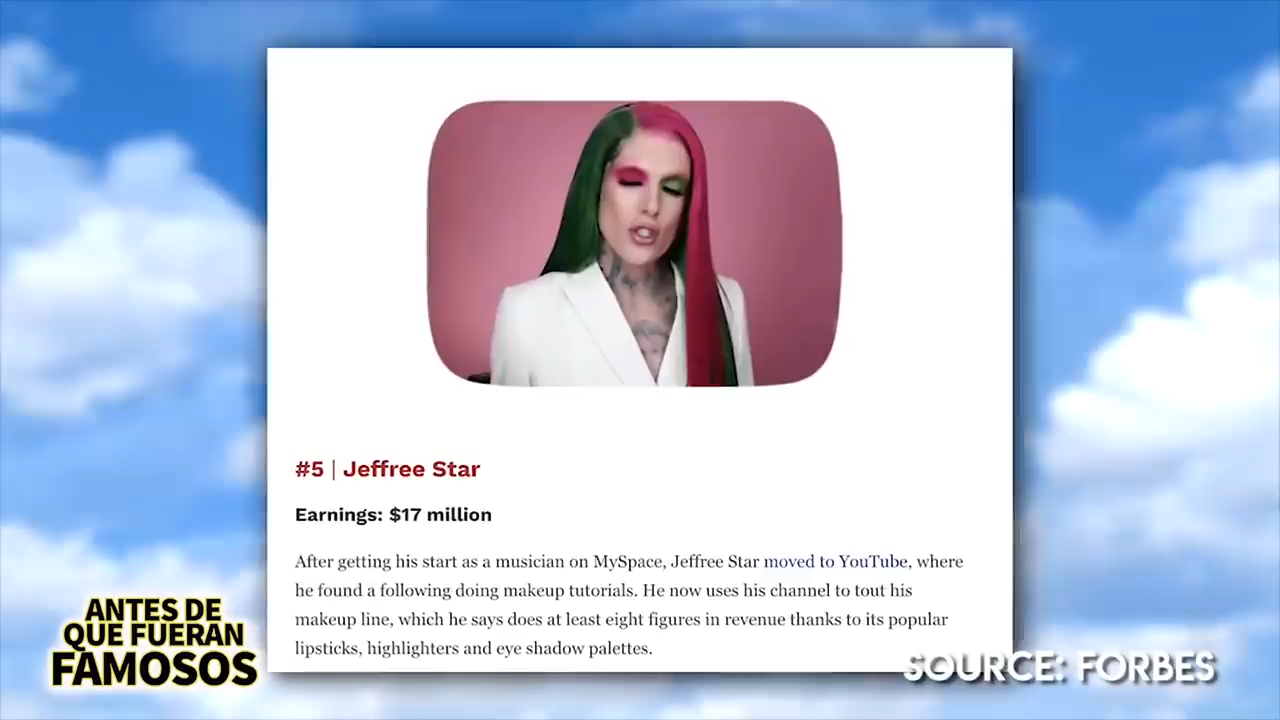 #5 | Jeffree Star
Earnings: $17 million
After getting his start as a musician on MySpace, Jeffree Star moved to YouTube, where
he found a following doing makeup tutorials. He now uses his channel to tout his
makeup line, which he says does at least eight figures in revenue thanks to its popular
lipsticks, highlighters and eye shadow palettes.
ANTES DE
QUE FUERAN
FAMOSOS
SOURCE: FORBES